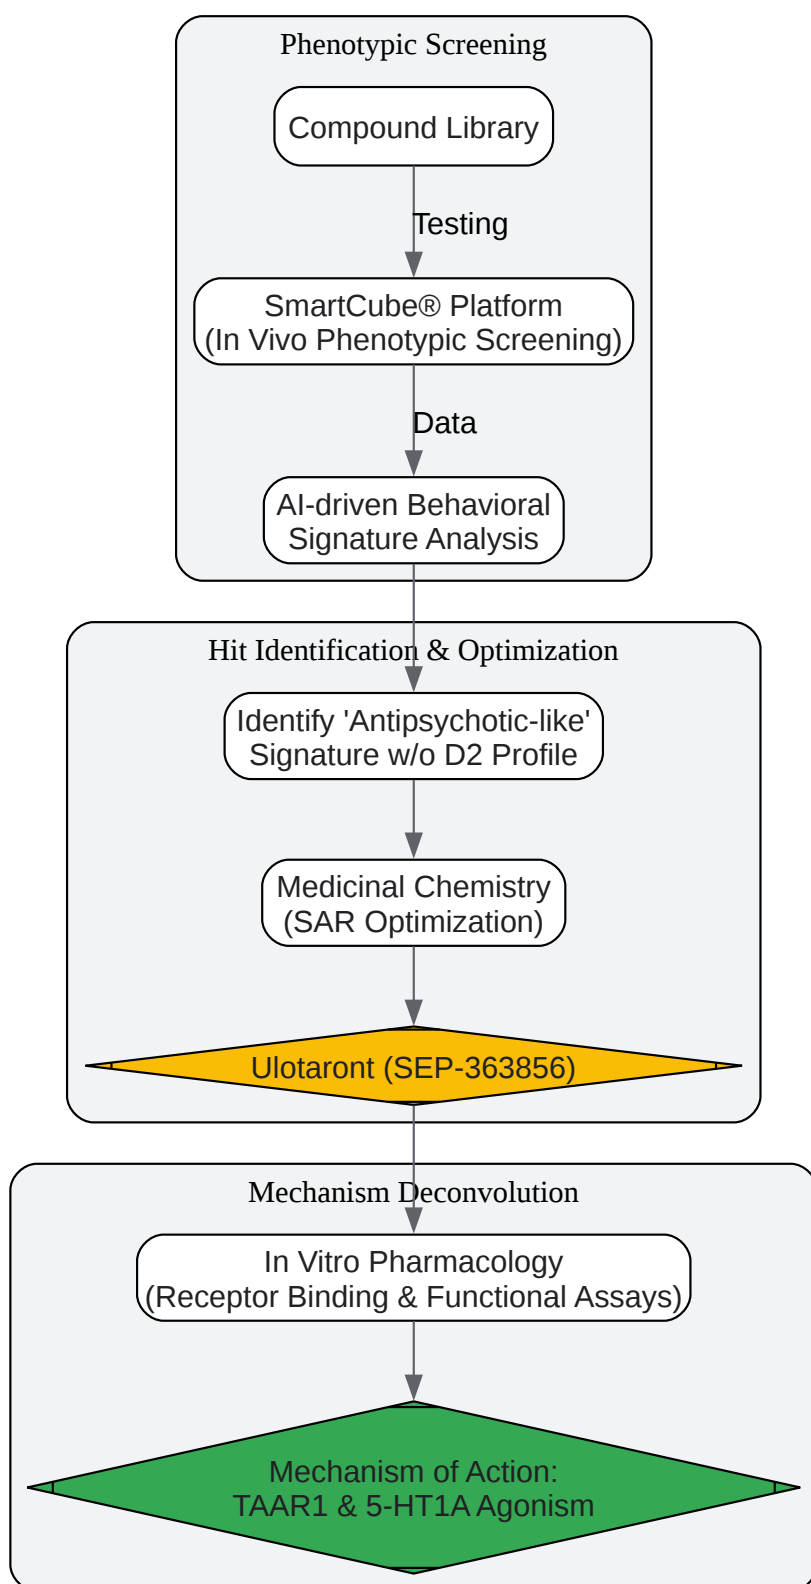 Phenotypic Screening
Compound Library
Testing
SmartCube® Platform
(In Vivo Phenotypic Screening)
Data
AI-driven Behavioral
Signature Analysis
Hit Identification & Optimization
Identify 'Antipsychotic-like'
Signature w/o D2 Profile
Medicinal Chemistry
(SAR Optimization)
Ulotaront (SEP-363856)
Mechanism Deconvolution
In Vitro Pharmacology
(Receptor Binding & Functional Assays)
Mechanism of Action:
TAAR1 & 5-HT1A Agonism